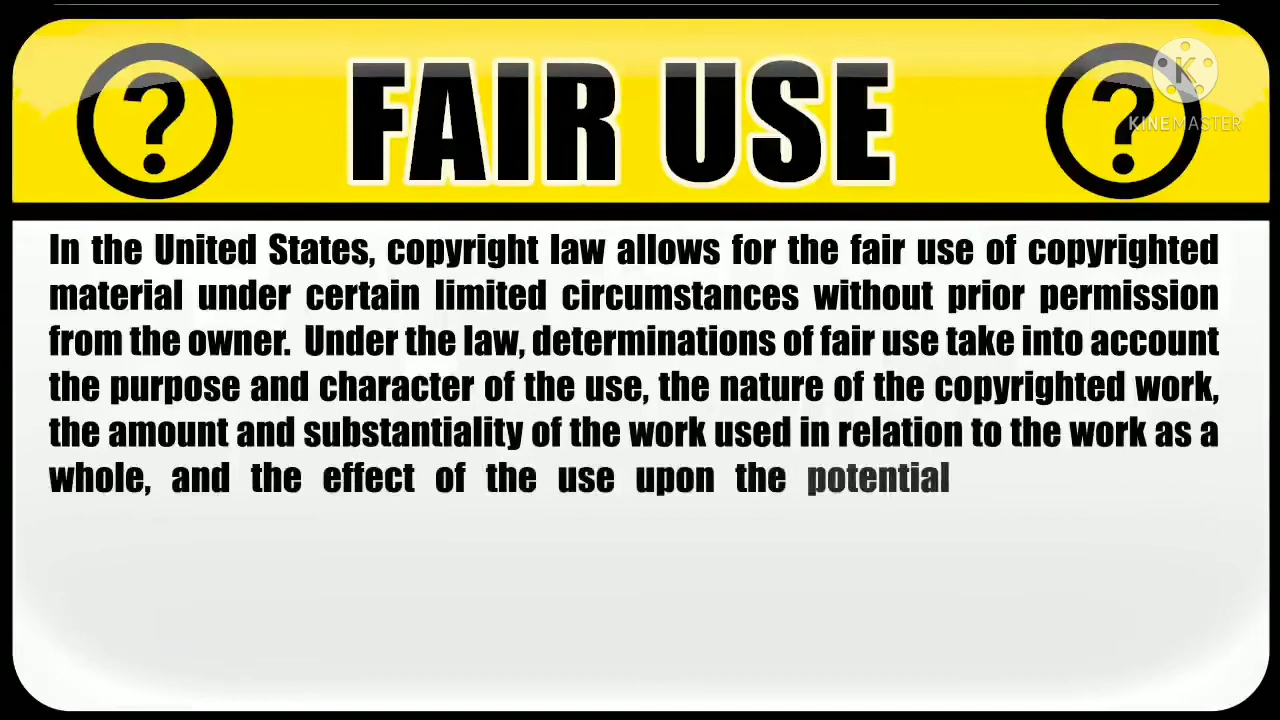 FAIR USE
KINEMASTER
In the United States, copyright law allows for the fair use of copyrighted
material under certain limited circumstances without prior permission
from the owner. Under the law, determinations of fair use take into account
the purpose and character of the use, the nature of the copyrighted work,
the amount and substantiality of the work used in relation to the work as a
whole, and the effect of the use upon the potential